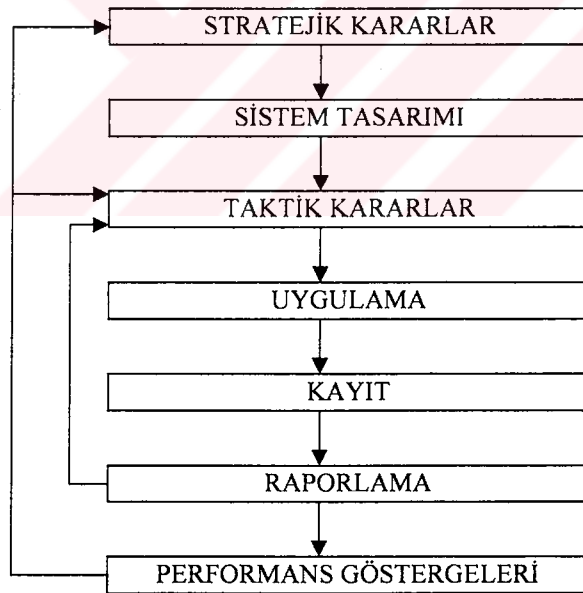 STRATEJİK KARARLAR
SİSTEM TASARIMI
TAKTİK KARARLAR
UYGULAMA
KAYIT
RAPORLAMA
PERFORMANS GÖSTERGELERİ